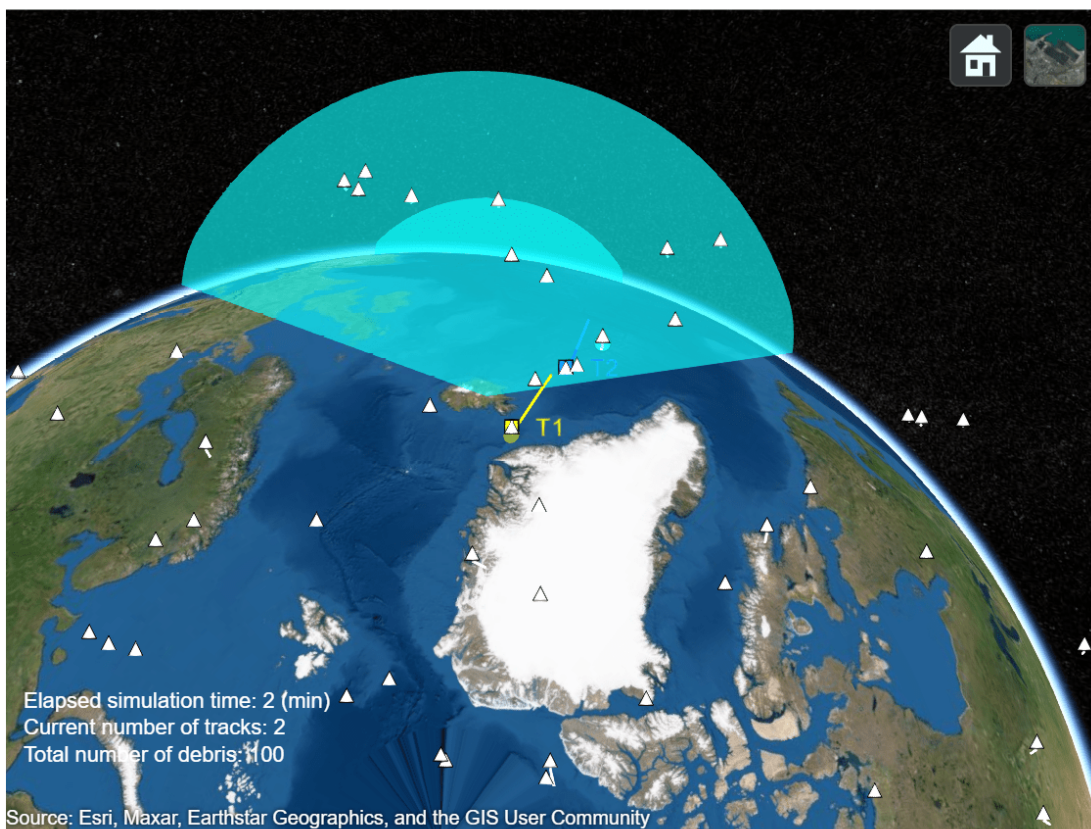 T2
T1
Elapsed simulation time: 2 (min)
Current number of tracks: 2
Total number of debris: 100
Source: Esri, Maxar, Earthstar Geographics, and the GIS User Community